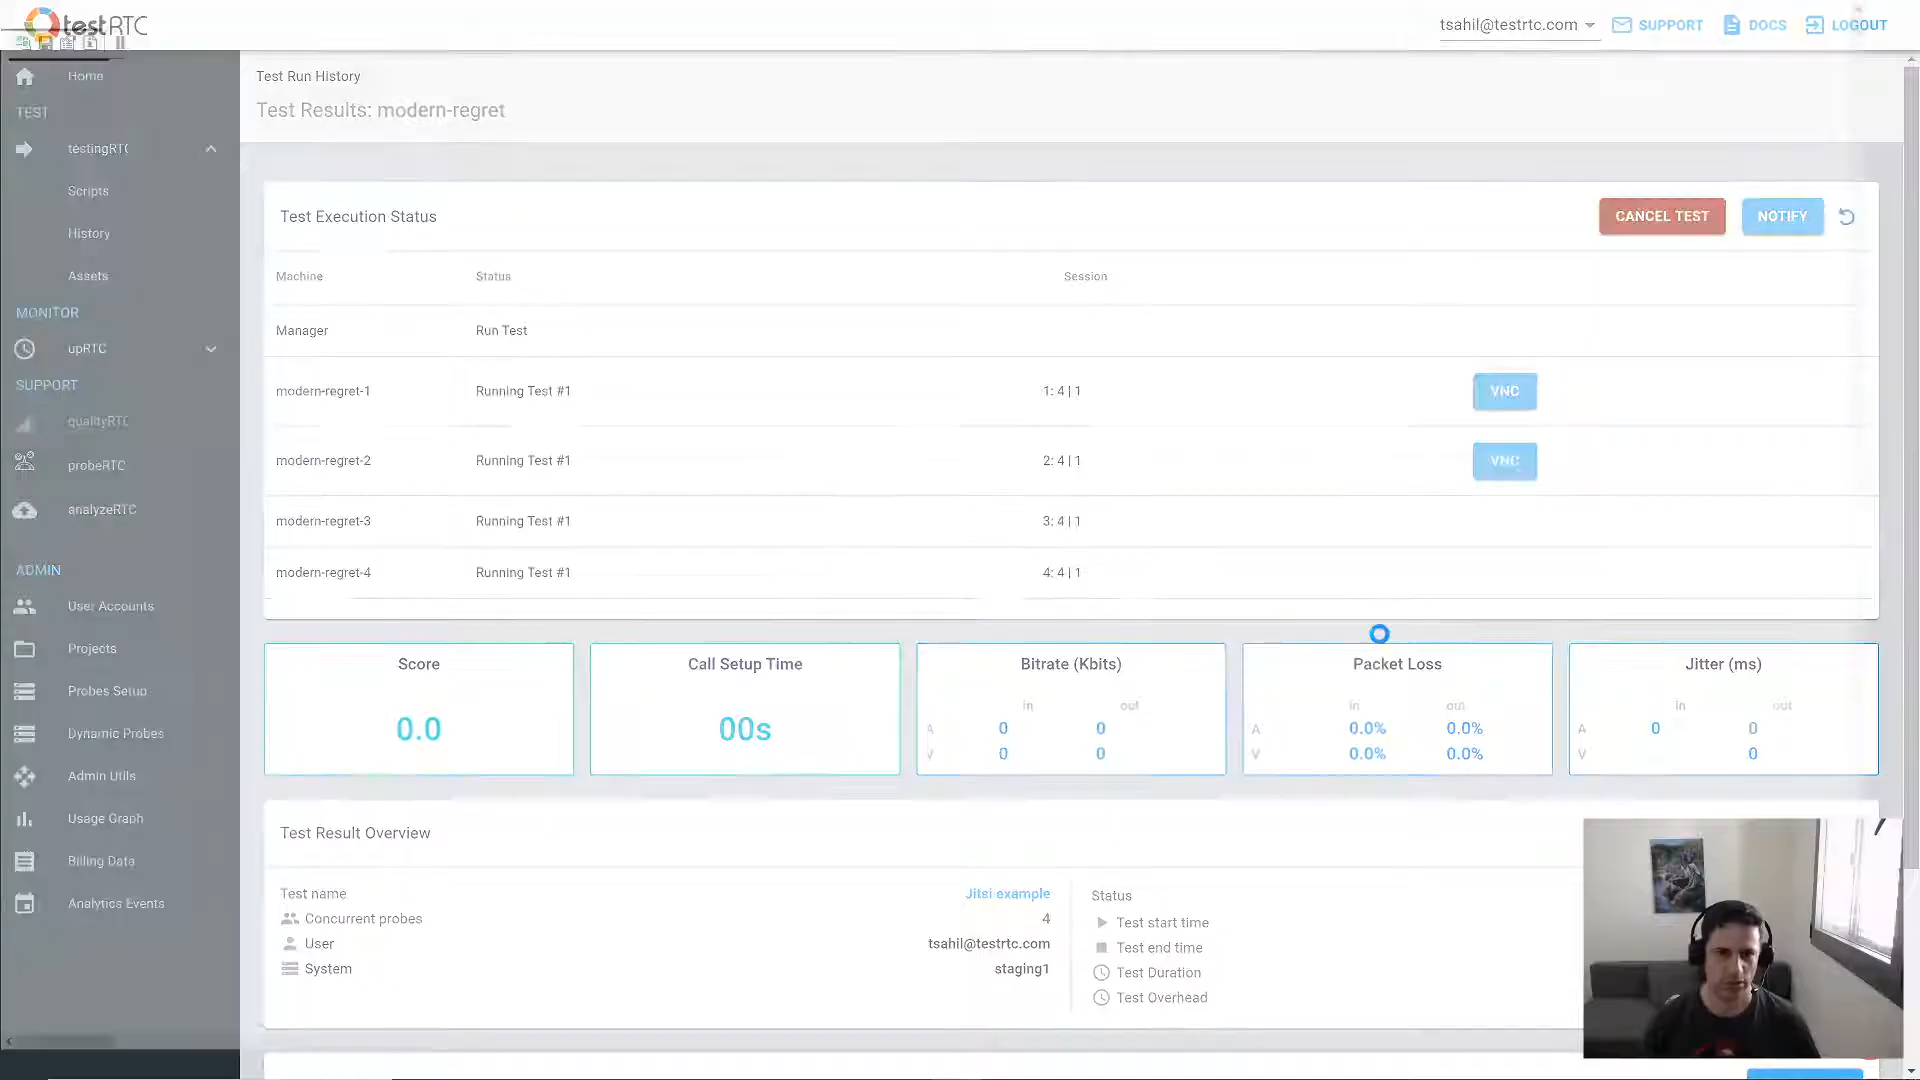 testRTC
tsahil@testrtc.com
SUPPORT
DOCS
LOGOUT
Home
TEST
testingRTC
Scripts
History
Assets
MONITOR
upRTC
SUPPORT
qualityRTC
probeRTC
analyzeRTC
ADMIN
User Accounts
Projects
Probes Setup
Dynamic Probes
Admin Utils
Usage Graph
Billing Data
Analytics Events
Test Run History
Test Results: modern-regret
Test Execution Status
CANCEL TEST
NOTIFY
Machine Status Session
Manager Run Test
modern-regret-1 Running Test #1 1: 4 | 1 VNC
modern-regret-2 Running Test #1 2: 4 | 1 VNC
modern-regret-3 Running Test #1 3: 4 | 1
modern-regret-4 Running Test #1 4: 4 | 1
Score
0.0
Call Setup Time
00s
Bitrate (Kbits)
in out
A 0 0
V 0 0
Packet Loss
in out
A 0.0% 0.0%
V 0.0% 0.0%
Jitter (ms)
in out
A 0 0
V 0
Test Result Overview
Test name Jitsi example
Concurrent probes 4
User tsahil@testrtc.com
System staging1
Status
Test start time
Test end time
Test Duration
Test Overhead